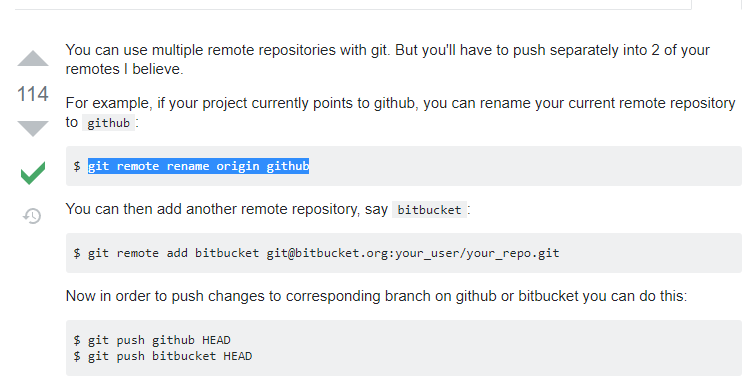 You can use multiple remote repositories with git. But you'll have to push separately into 2 of your
remotes I believe.
114
For example, if your project currently points to github, you can rename your current remote repository
to github :
$ git remote rename origin github
You can then add another remote repository, say bitbucket :
$ git remote add bitbucket git@bitbucket.org:your_user/your_repo.git
Now in order to push changes to corresponding branch on github or bitbucket you can do this:
$ git push github HEAD
$ git push bitbucket HEAD